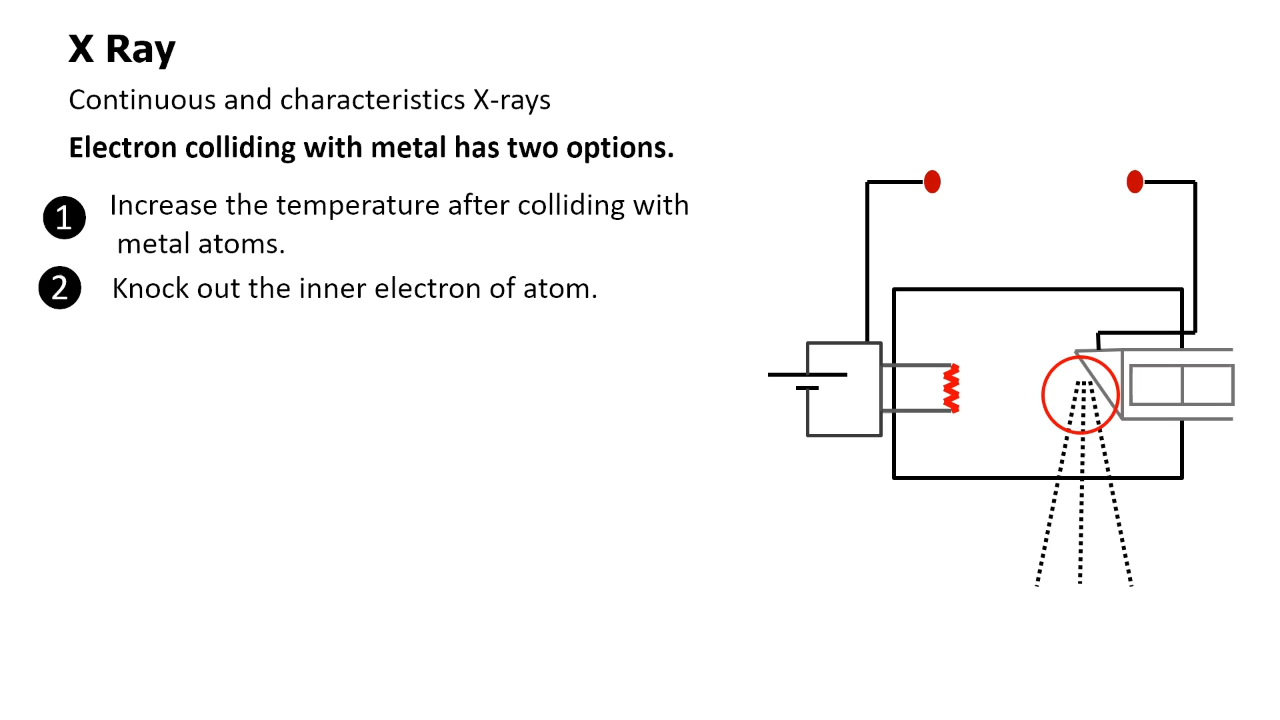 X Ray
Continuous and characteristics X-rays
Electron colliding with metal has two options.
1 Increase the temperature after colliding with
metal atoms.
2 Knock out the inner electron of atom.